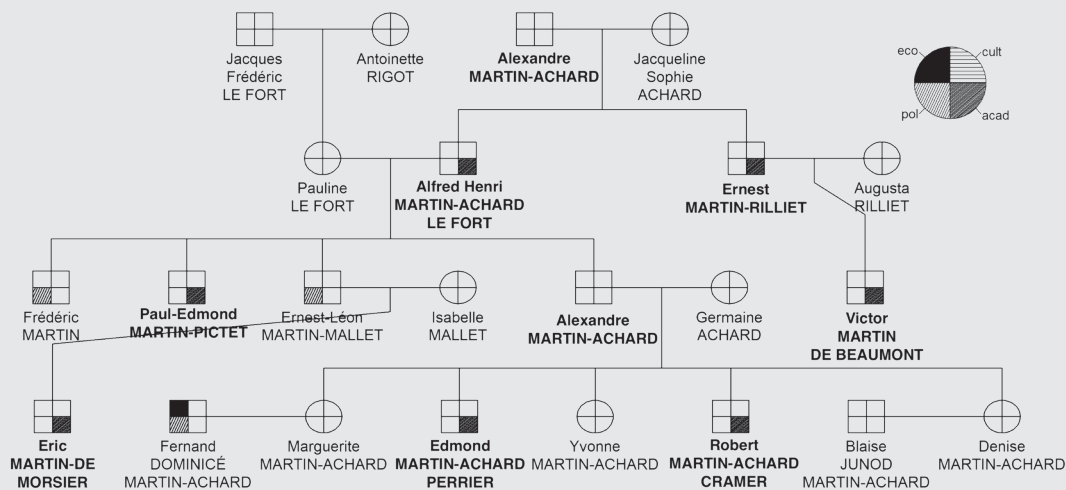 Jacques
Frédéric
LE FORT
Antoinette
RIGOT
Alexandre
MARTIN-ACHARD
Jacqueline
Sophie
ACHARD
eco
cult
pol
acad
Pauline
LE FORT
Alfred Henri
MARTIN-ACHARD
LE FORT
Ernest
MARTIN-RILLIET
Augusta
RILLIET
Frédéric
MARTIN
Paul-Edmond
MARTIN-PICTET
Ernest-Léon
MARTIN-MALLET
Isabelle
MALLET
Alexandre
MARTIN-ACHARD
Germaine
ACHARD
Victor
MARTIN
DE BEAUMONT
Eric
MARTIN-DE
MORSIER
Fernand
DOMINICÉ
MARTIN-ACHARD
Marguerite
MARTIN-ACHARD
Edmond
MARTIN-ACHARD
PERRIER
Yvonne
MARTIN-ACHARD
Robert
MARTIN-ACHARD
CRAMER
Blaise
JUNOD
MARTIN-ACHARD
Denise
MARTIN-ACHARD